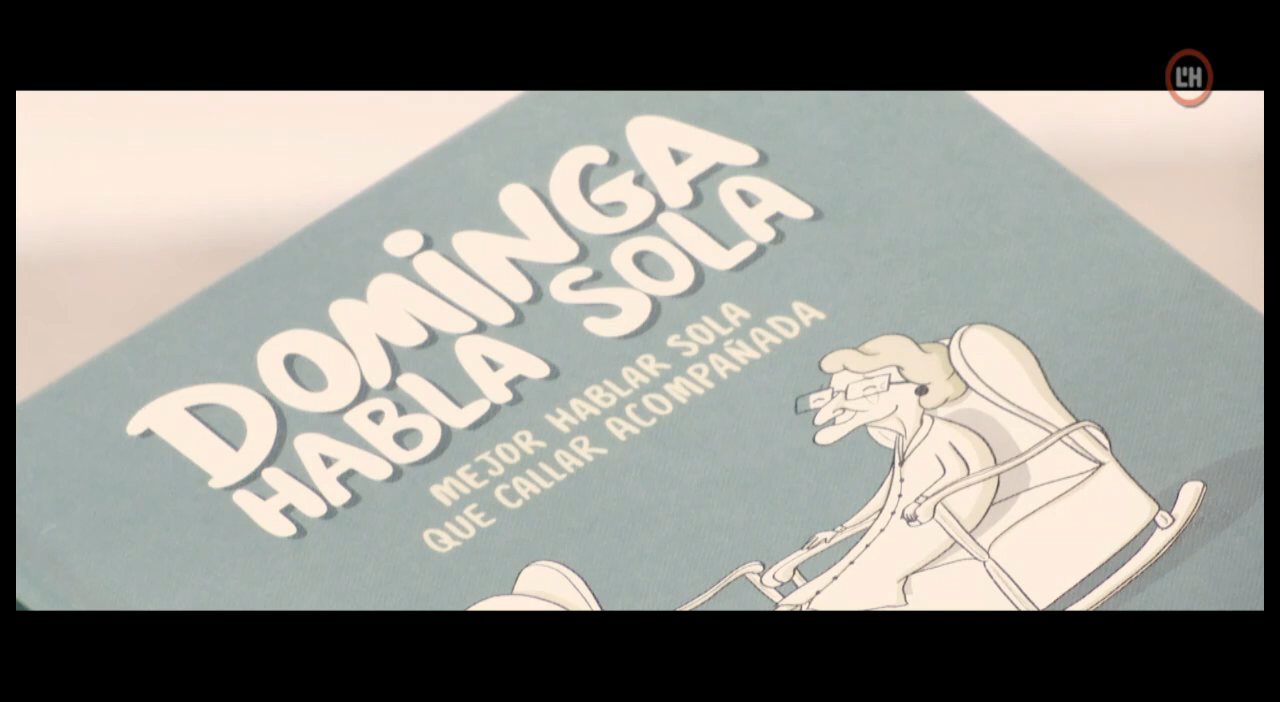 L'H
DOMINGA
HABLA SOLA
MEJOR HABLAR SOLA
QUE CALLAR ACOMPAÑADA